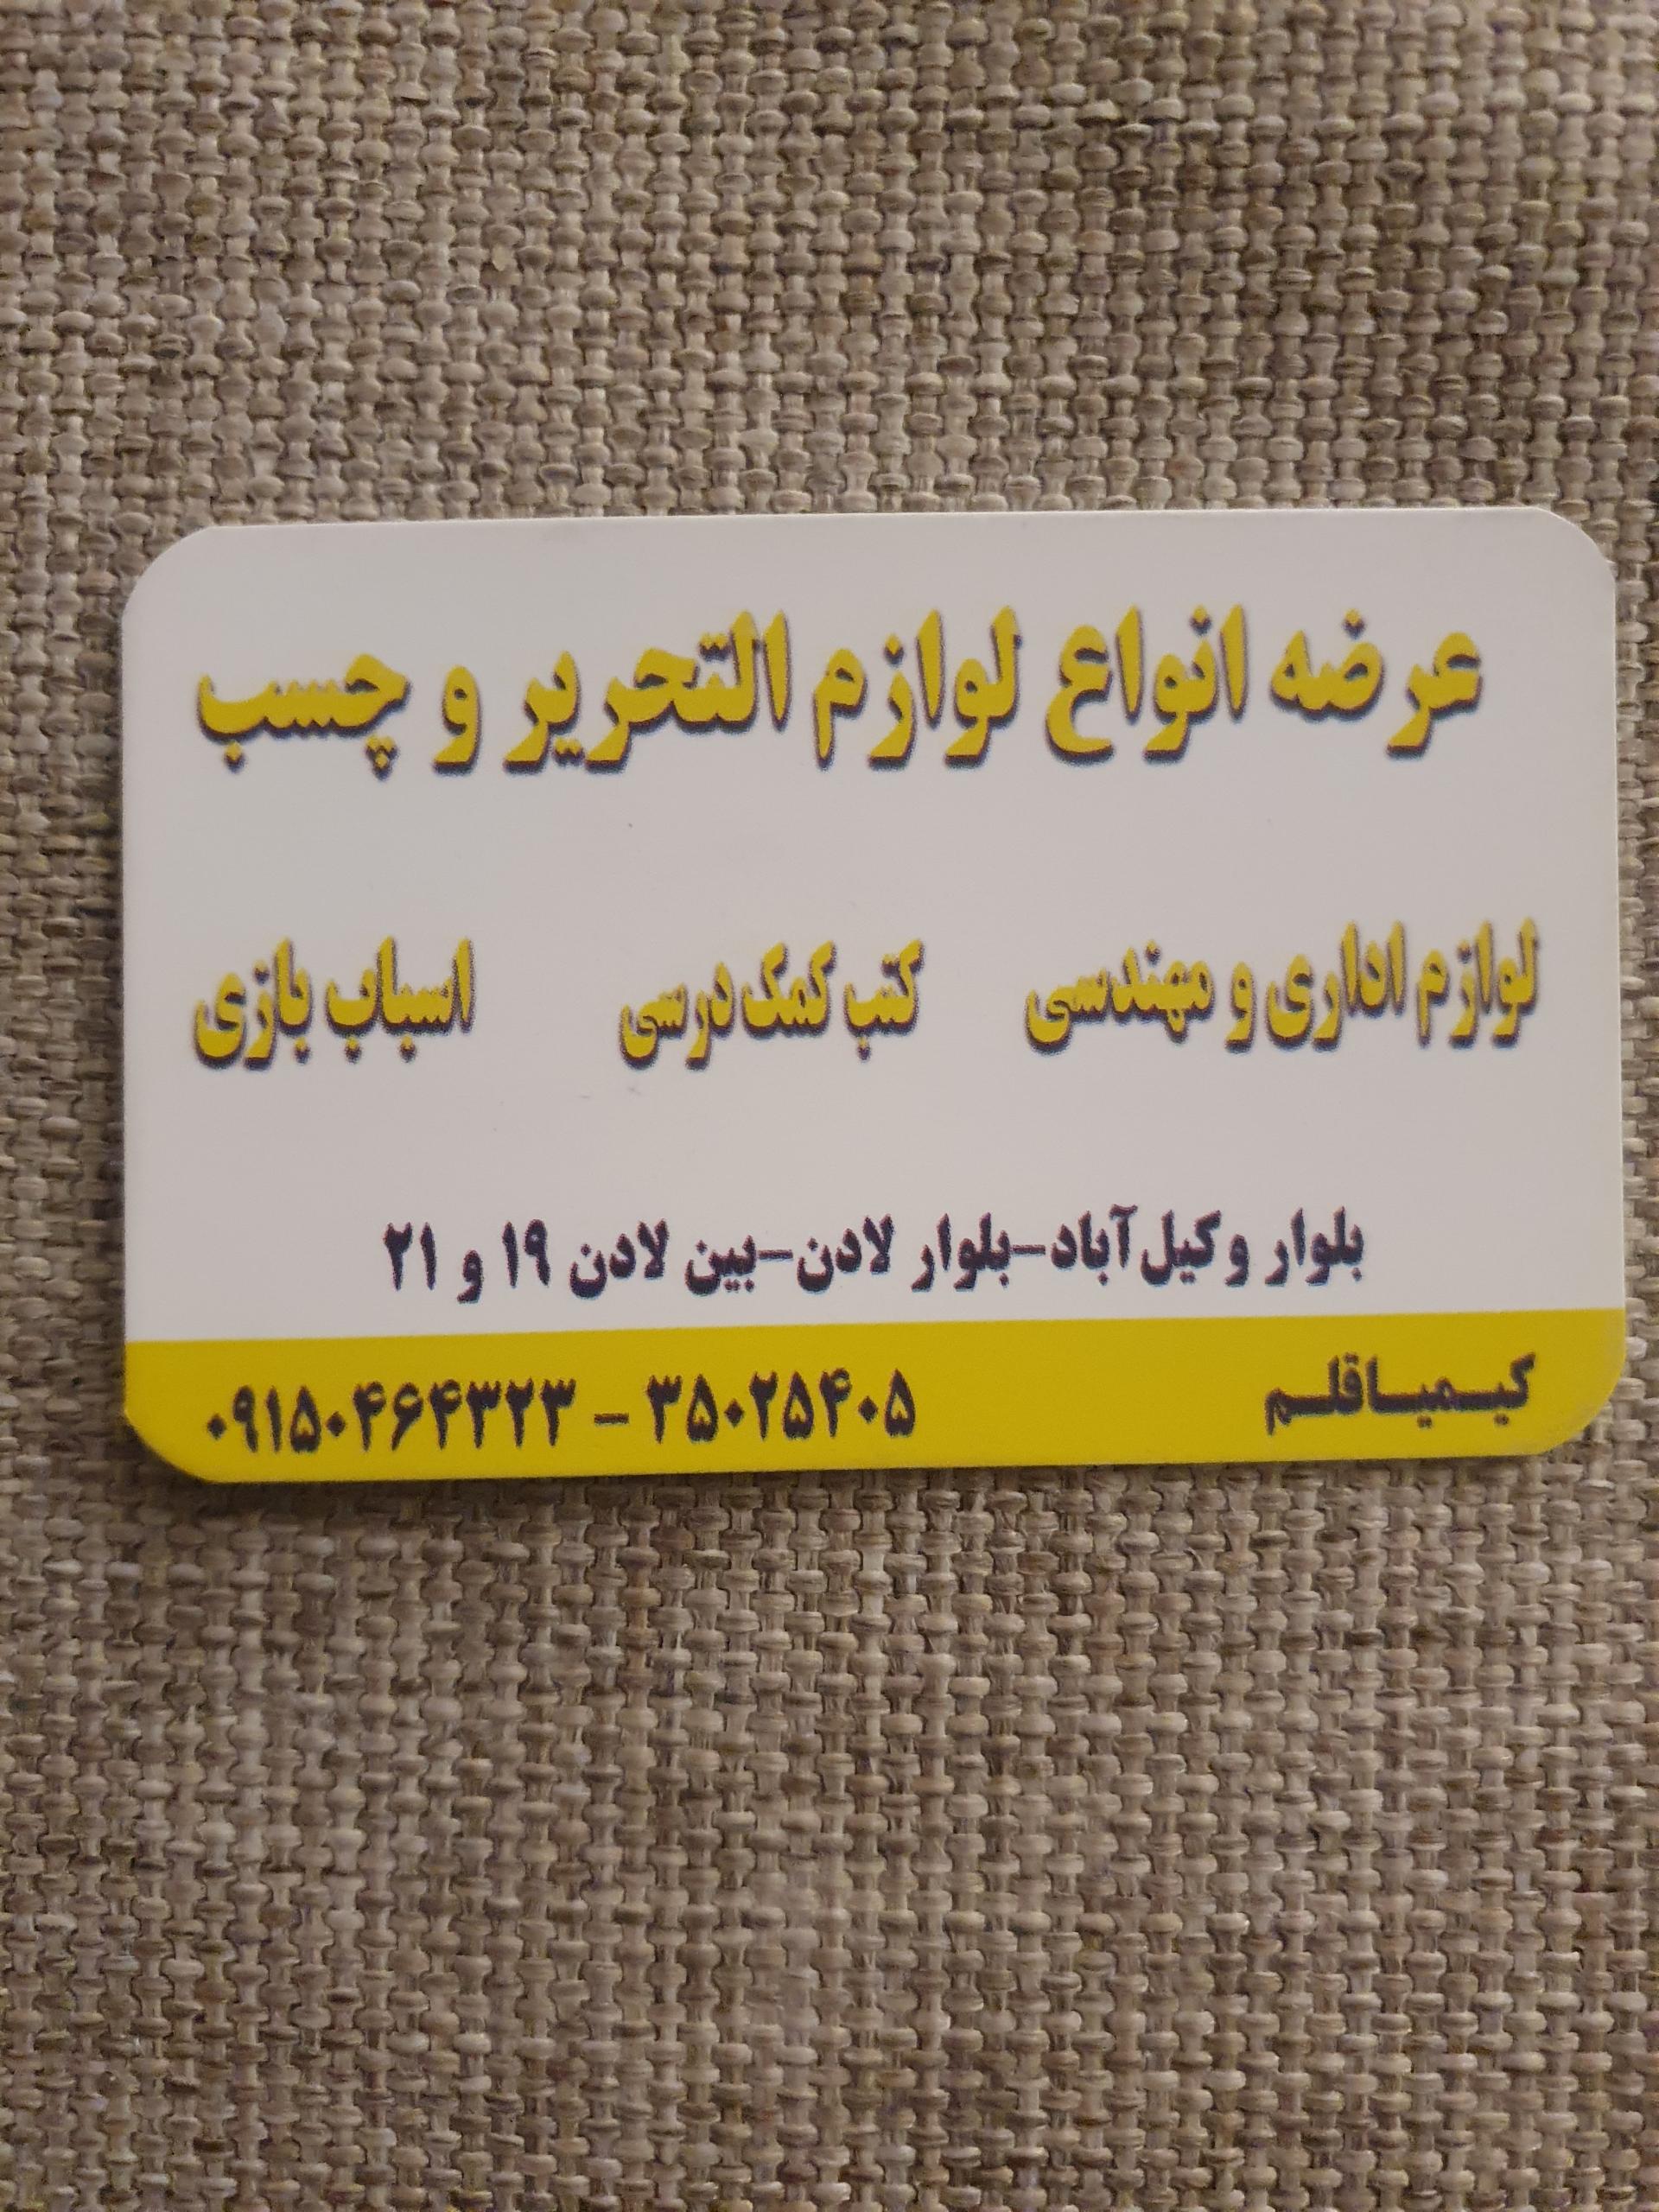 عرضه انواع لوازم التحریر و چسب
لوازم اداری و مهندسی کتب کمک درسی اسباب بازی
بلوار وکیل آباد-بلوار لادن-بین لادن ۱۹ و ۲۱
کیمیاقلم ۰۹۱۵۰۴۶۴۳۲۳ - ۳۵۰۲۵۴۰۵